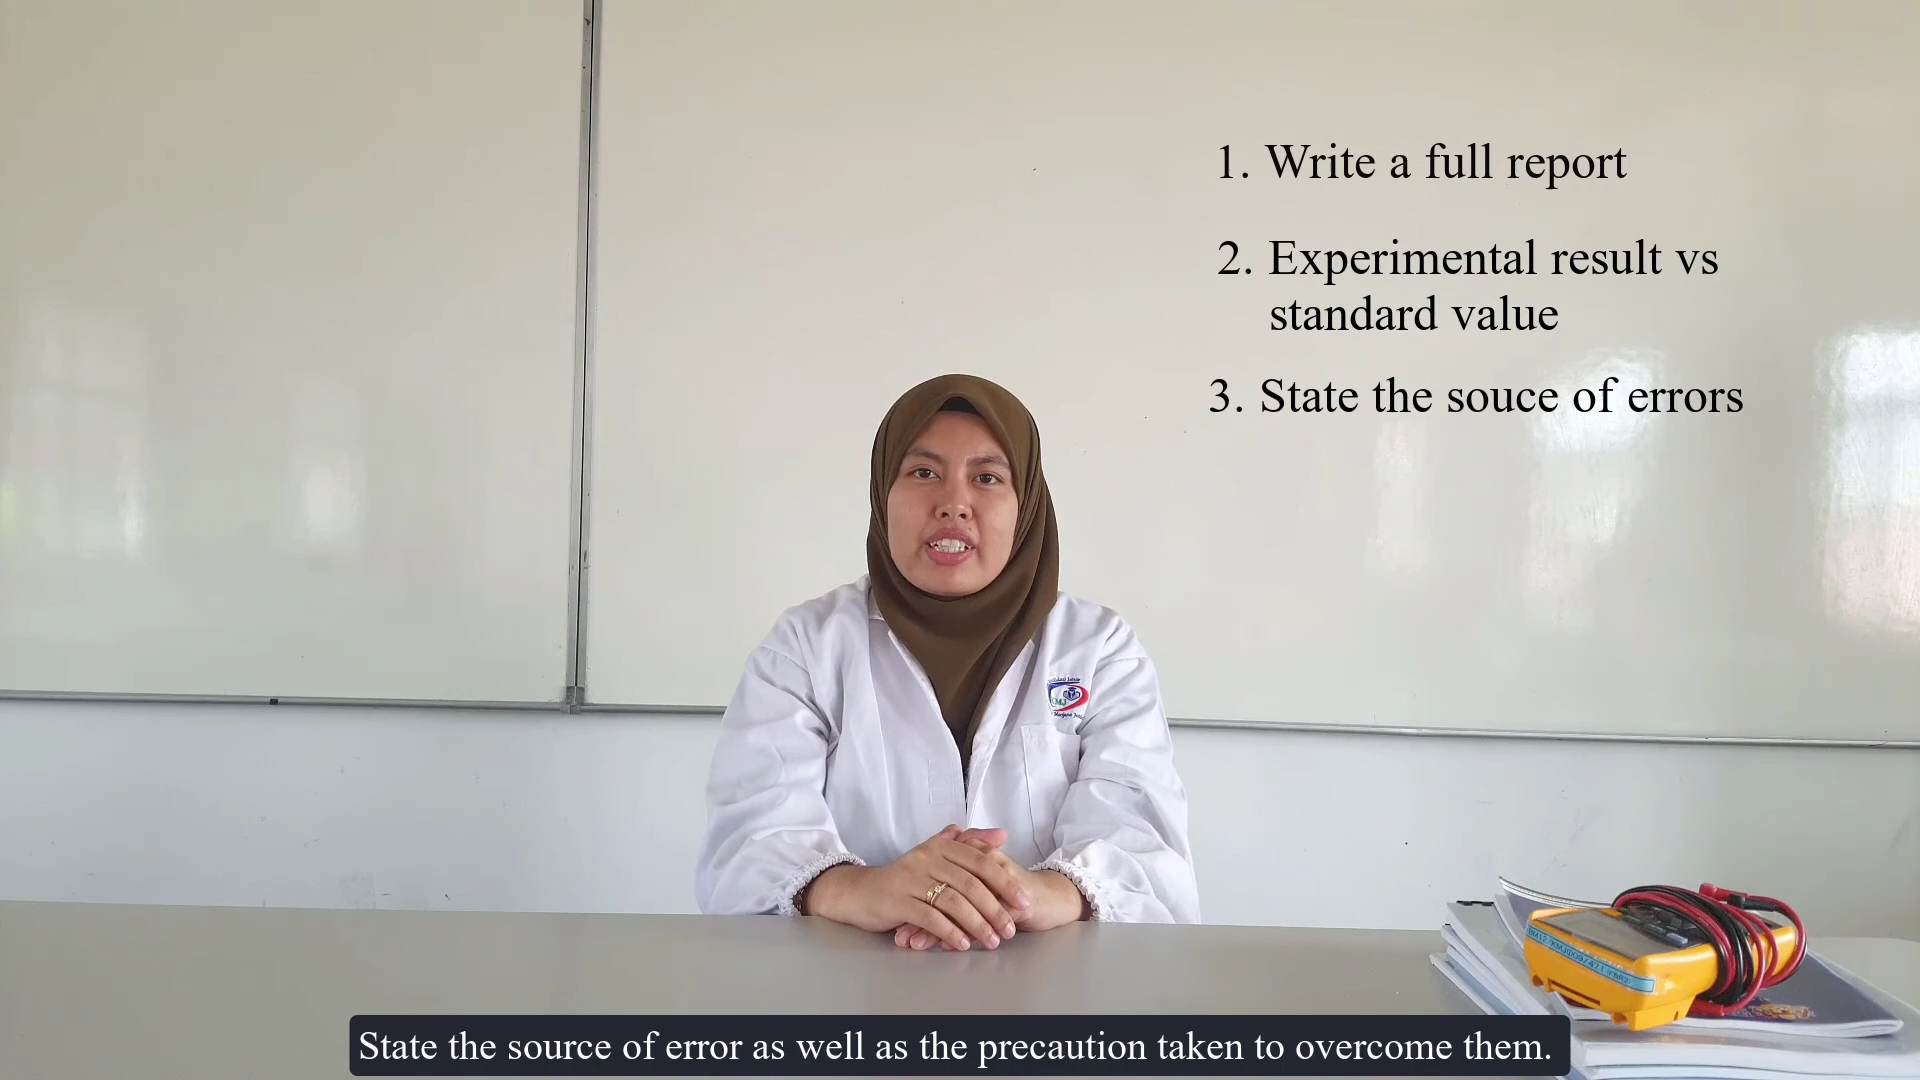 1. Write a full report
2. Experimental result vs
standard value
3. State the souce of errors
State the source of error as well as the precaution taken to overcome them.